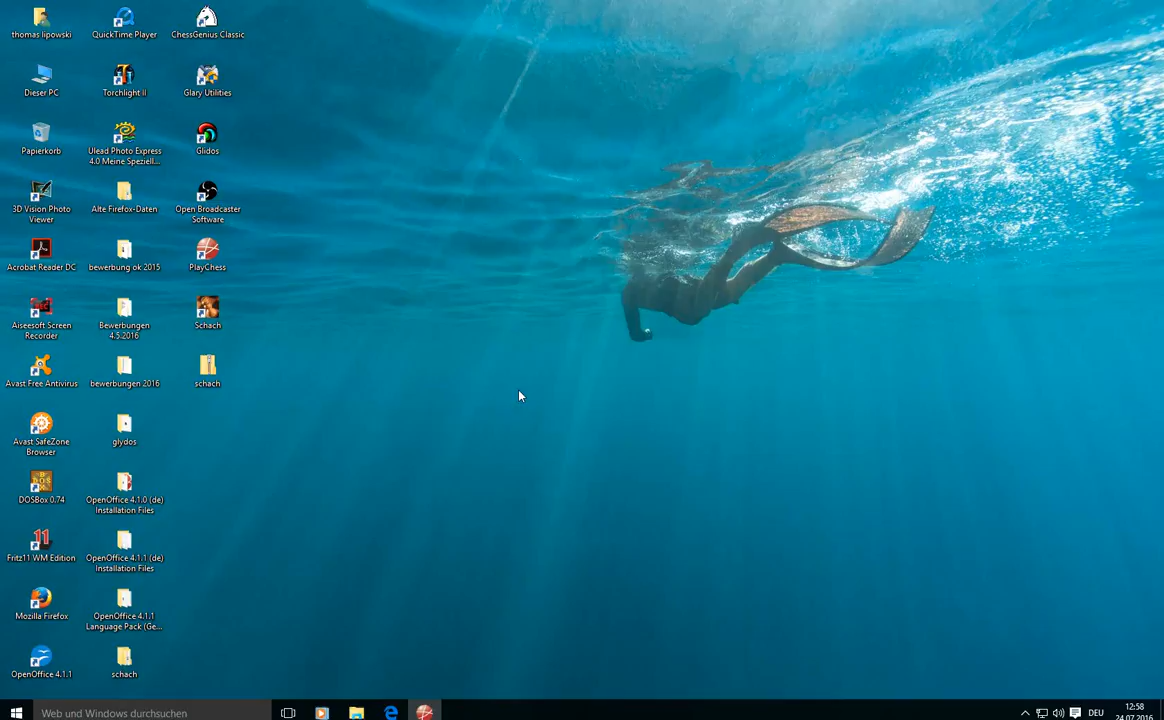 thomas lipowski
Dieser PC
Papierkorb
3D Vision Photo
Viewer
Acrobat Reader DC
Aiseesoft Screen
Recorder
Avast Free Antivirus
Avast SafeZone
Browser
DOSBox 0.74
Fritz11 WM Edition
Mozilla Firefox
OpenOffice 4.1.1
QuickTime Player
Torchlight II
Ulead Photo Express
4.0 Meine Speziell...
Alte Firefox-Daten
bewerbung ok 2015
Bewerbungen
4.5.2016
bewerbungen 2016
glydos
OpenOffice 4.1.0 (de)
Installation Files
OpenOffice 4.1.1 (de)
Installation Files
OpenOffice 4.1.1
Language Pack (Ge...
schach
ChessGenius Classic
Glary Utilities
Glidos
Open Broadcaster
Software
PlayChess
Schach
schach
Web und Windows durchsuchen
DEU
12:58
24.07.2016